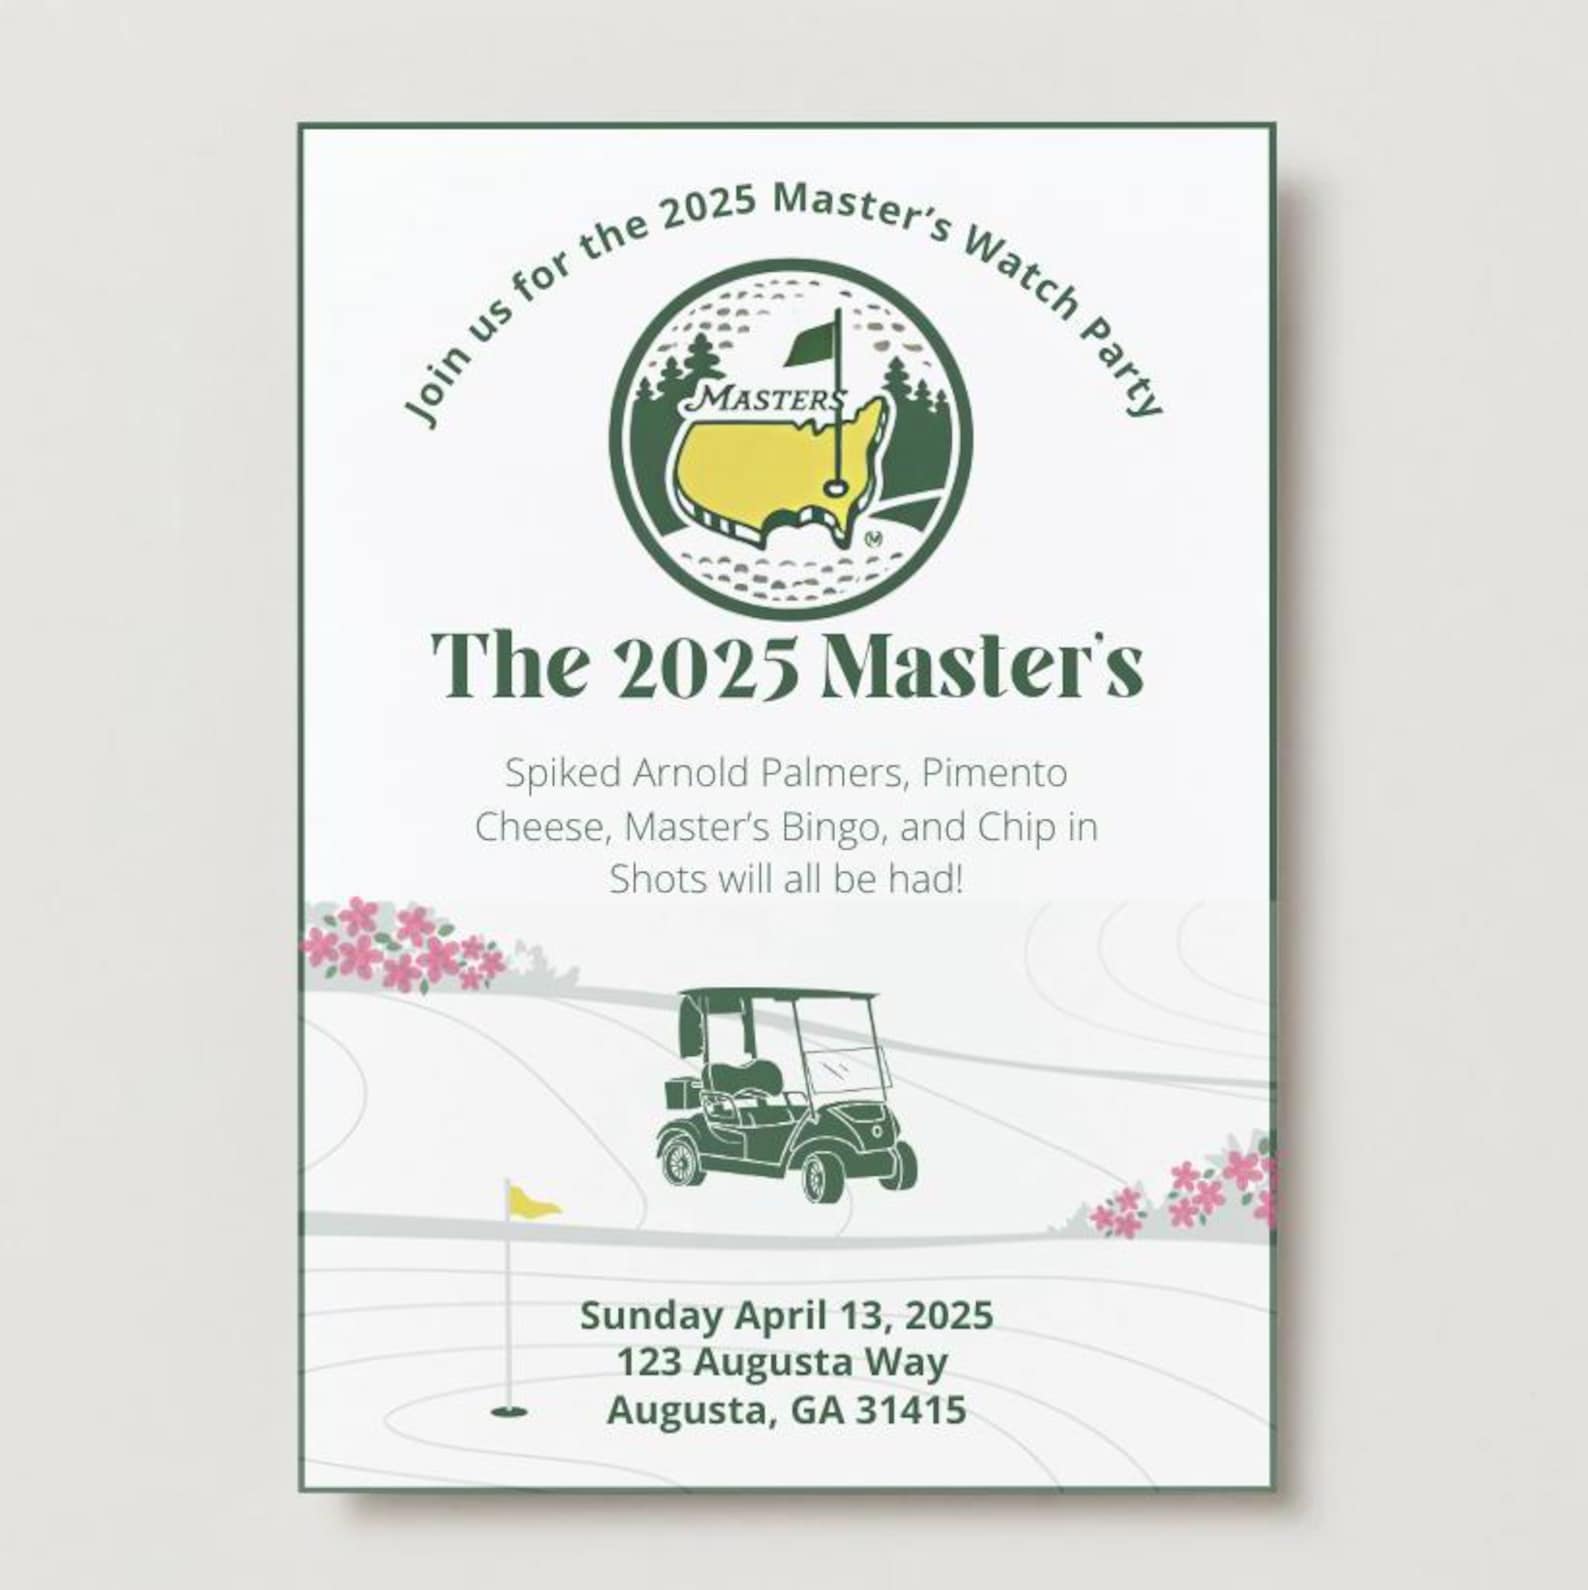 Join us for the 2025 Master’s Watch Party
MASTERS
The 2025 Master's
Spiked Arnold Palmers, Pimento
Cheese, Master’s Bingo, and Chip in
Shots will all be had!
Sunday April 13, 2025
123 Augusta Way
Augusta, GA 31415